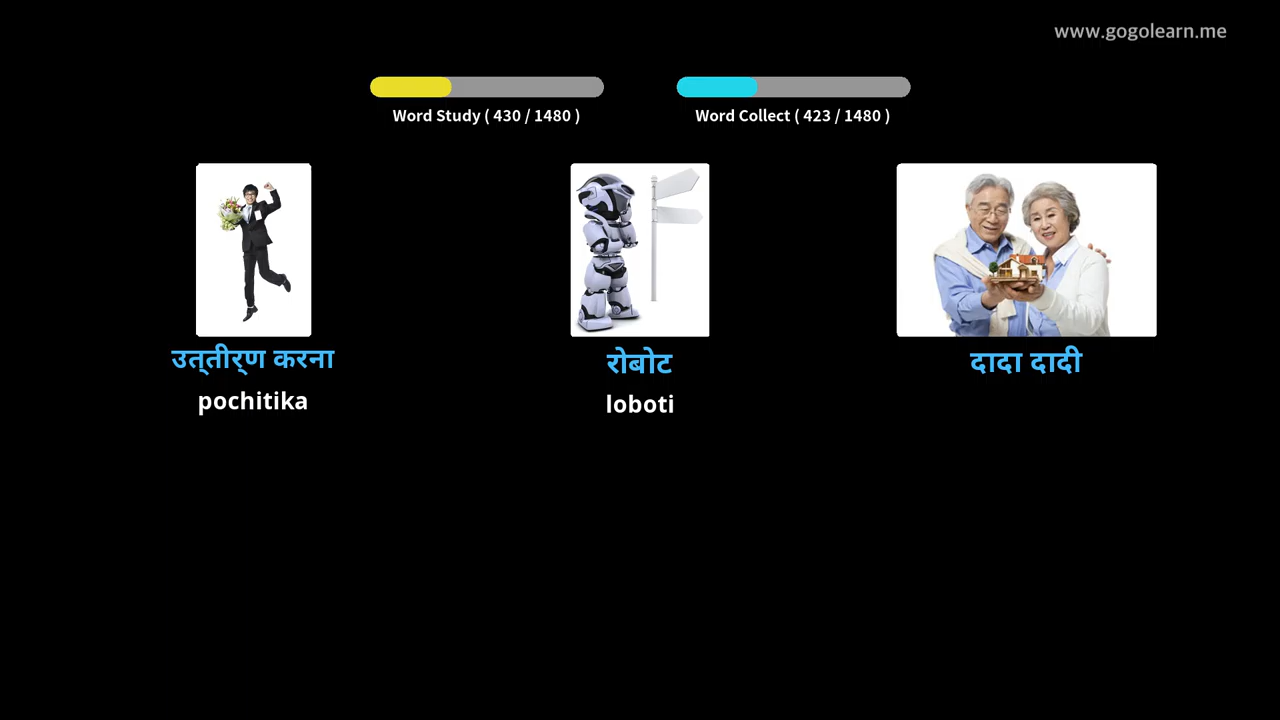 www.gogolearn.me
Word Study ( 430 / 1480 )
Word Collect ( 423 / 1480 )
उत्‌तीर्‌ण करना
रोबोट
दादा दादी
pochitika
loboti